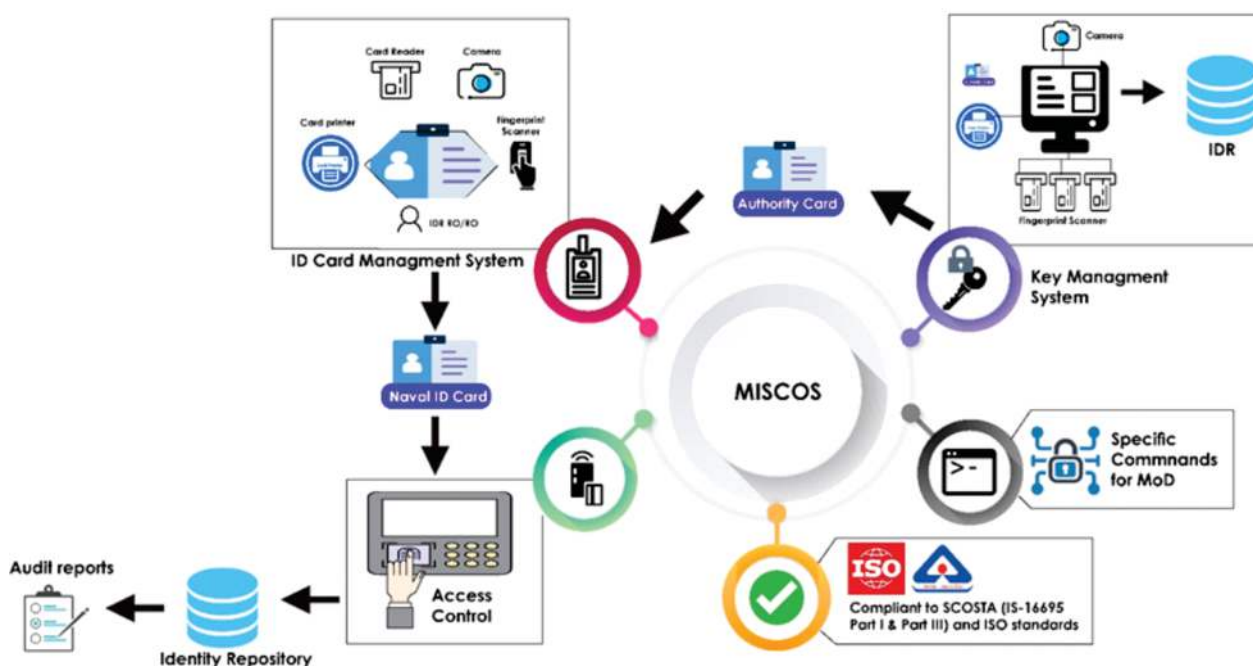 Card Reader
Camera
Card printer
Fingerprint
Scanner
IDR RO/RO
ID Card Managment System
Naval ID Card
Access
Control
Identity Repository
Audit reports
Authority Card
Camera
IDR
Fingerprint Scanner
Key Managment
System
MISCOS
>-
Specific
Commnands
for MoD
ISO
Compliant to SCOSTA (IS-16695
Part I & Part III) and ISO standards